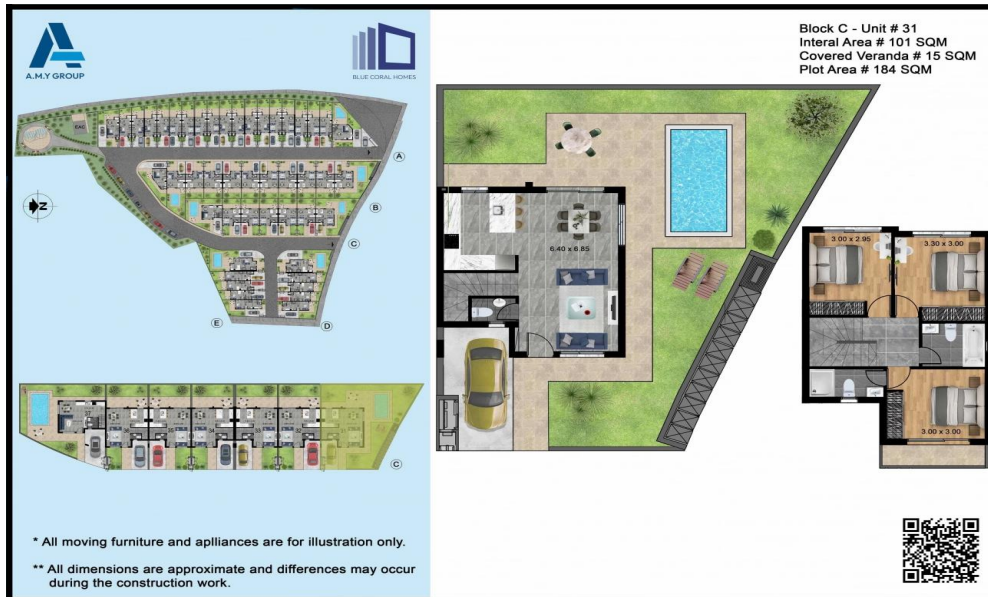 A.M.Y GROUP
BLUE CORAL HOMES
A
B
C
E
D
N
C
* All moving furniture and aplliances are for illustration only.
** All dimensions are approximate and differences may occur
during the construction work.
Block C - Unit # 31
Interal Area # 101 SQM
Covered Veranda # 15 SQM
Plot Area # 184 SQM
6.40 x 6.85
3.00 x 2.95
3.30 x 3.00
3.00 x 3.00